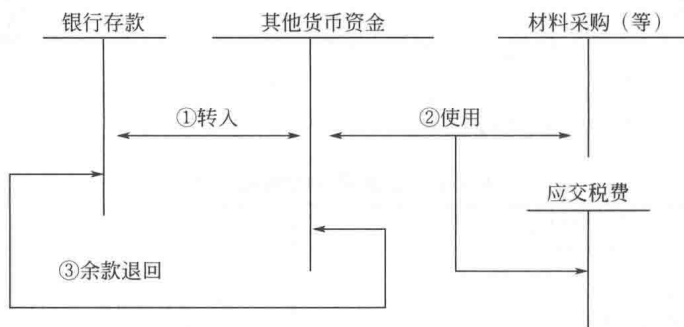 银行存款
其他货币资金
材料采购（等）
①转入
②使用
应交税费
③余款退回